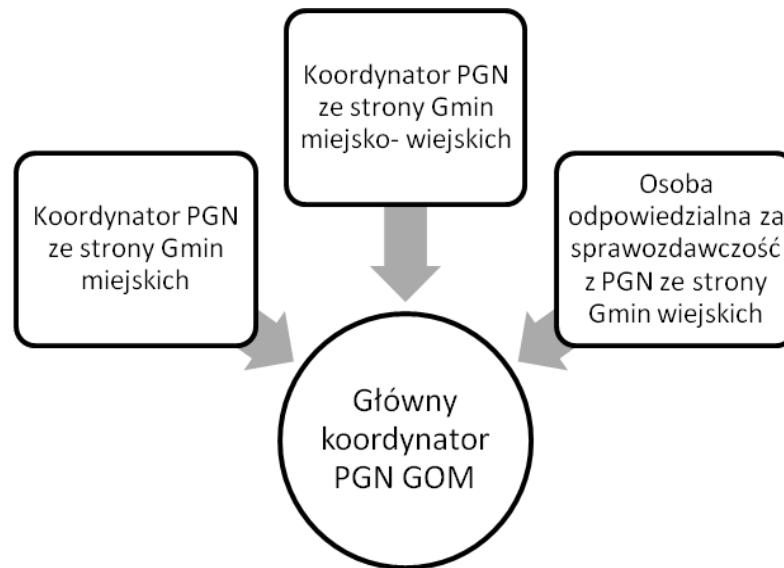 Koordynator PGN
ze strony Gmin
miejsko- wiejskich
Koordynator PGN
ze strony Gmin
miejskich
Osoba
odpowiedzialna za
sprawozdawczość
z PGN ze strony
Gmin wiejskich
Główny
koordynator
PGN GOM